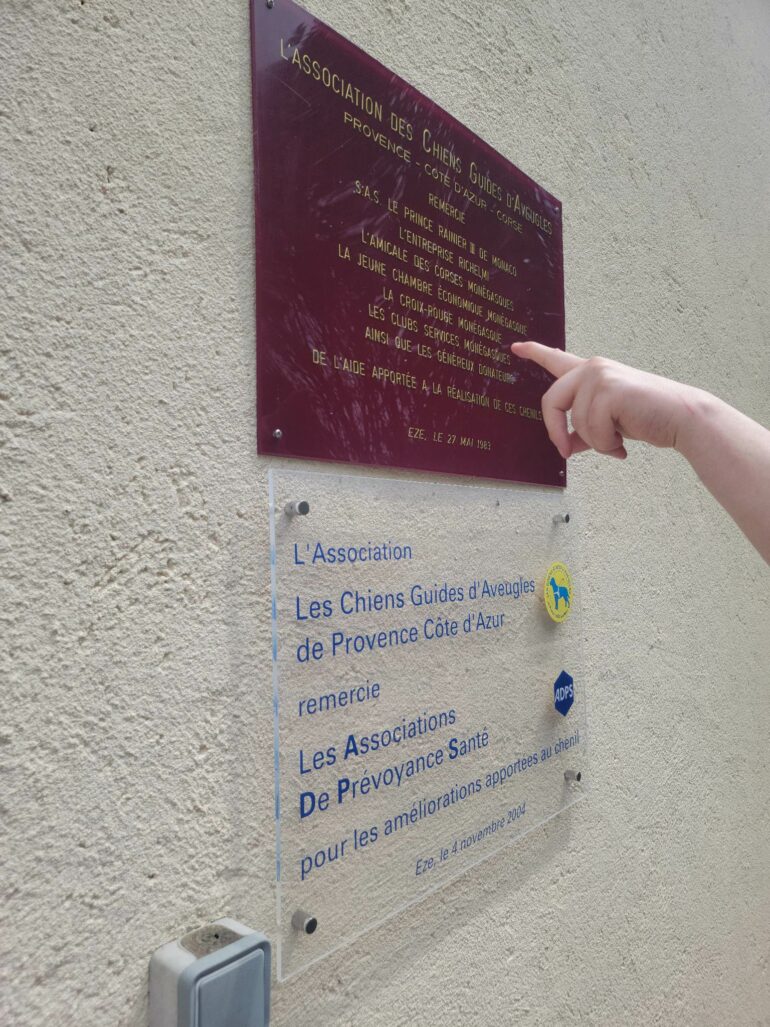 L'ASSOCIATION DES CHIENS GUIDES D'AVEUGLES
PROVENCE - CÔTE D'AZUR - CORSE
REMERCIE
S.A.S. LE PRINCE RAINIER III DE MONACO
L'ENTREPRISE RICHELMI
L'AMICALE DES CORSES MONÉGASQUES
LA JEUNE CHAMBRE ÉCONOMIQUE MONÉGASQUE
LA CROIX-ROUGE MONÉGASQUE
LES CLUBS SERVICES MONÉGASQUES
AINSI QUE LES GÉNÉREUX DONATEURS
DE L'AIDE APPORTÉE A LA RÉALISATION DE CES CHENILS
EZE, LE 27 MAI 1983
L'Association
Les Chiens Guides d'Aveugles
de Provence Côte d'Azur
remercie
ADPS
Les Associations
De Prévoyance Santé
pour les améliorations apportées au chenil
Eze, le 4 novembre 2004